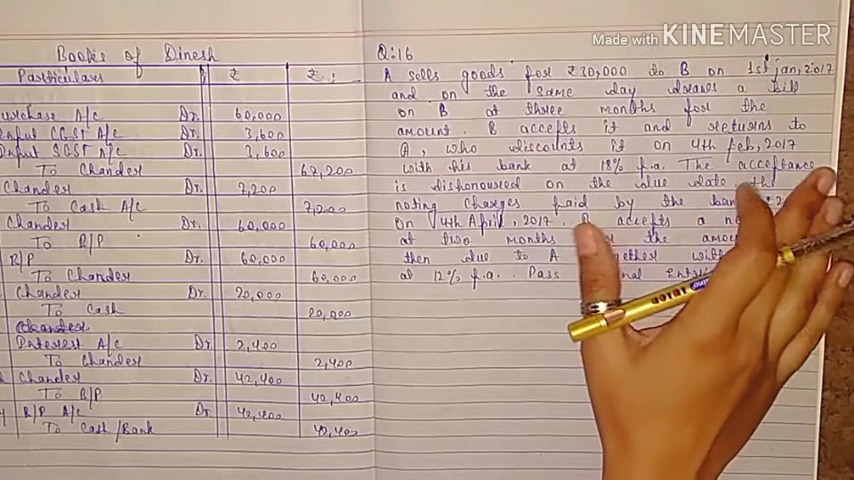 Made with KINEMASTER
Books of Dinesh
Particulars ₹ ₹
Purchase A/c Dr. 60,000
Input CGST A/c Dr. 3,600
Input SGST A/c Dr. 3,600
To Chander 67,200
Chander Dr. 7,200
To Cash A/c 7,200
Chander Dr. 60,000
To B/P 60,000
B/P Dr. 60,000
To Chander 60,000
Chander Dr. 20,000
To Cash 20,000
Chander
Interest A/c Dr. 2,400
To Chander 2,400
Chander Dr. 42,400
To B/P 42,400
B/P A/c Dr. 42,400
To Cash/Bank 42,400
Q:16
A sells goods for ₹30,000 to B on 1st jan, 2017
and on the same day draws a bill
on B at three months for the
amount. B accepts it and returns to
A, who discounts it on 4th feb, 2017
with his bank at 18% p.a. The acceptance
is dishonoured on the due date the
noting charges paid by the
On 4th April, 2017. accepts a
at two months the
then due to A
at 12% p.a. Pass